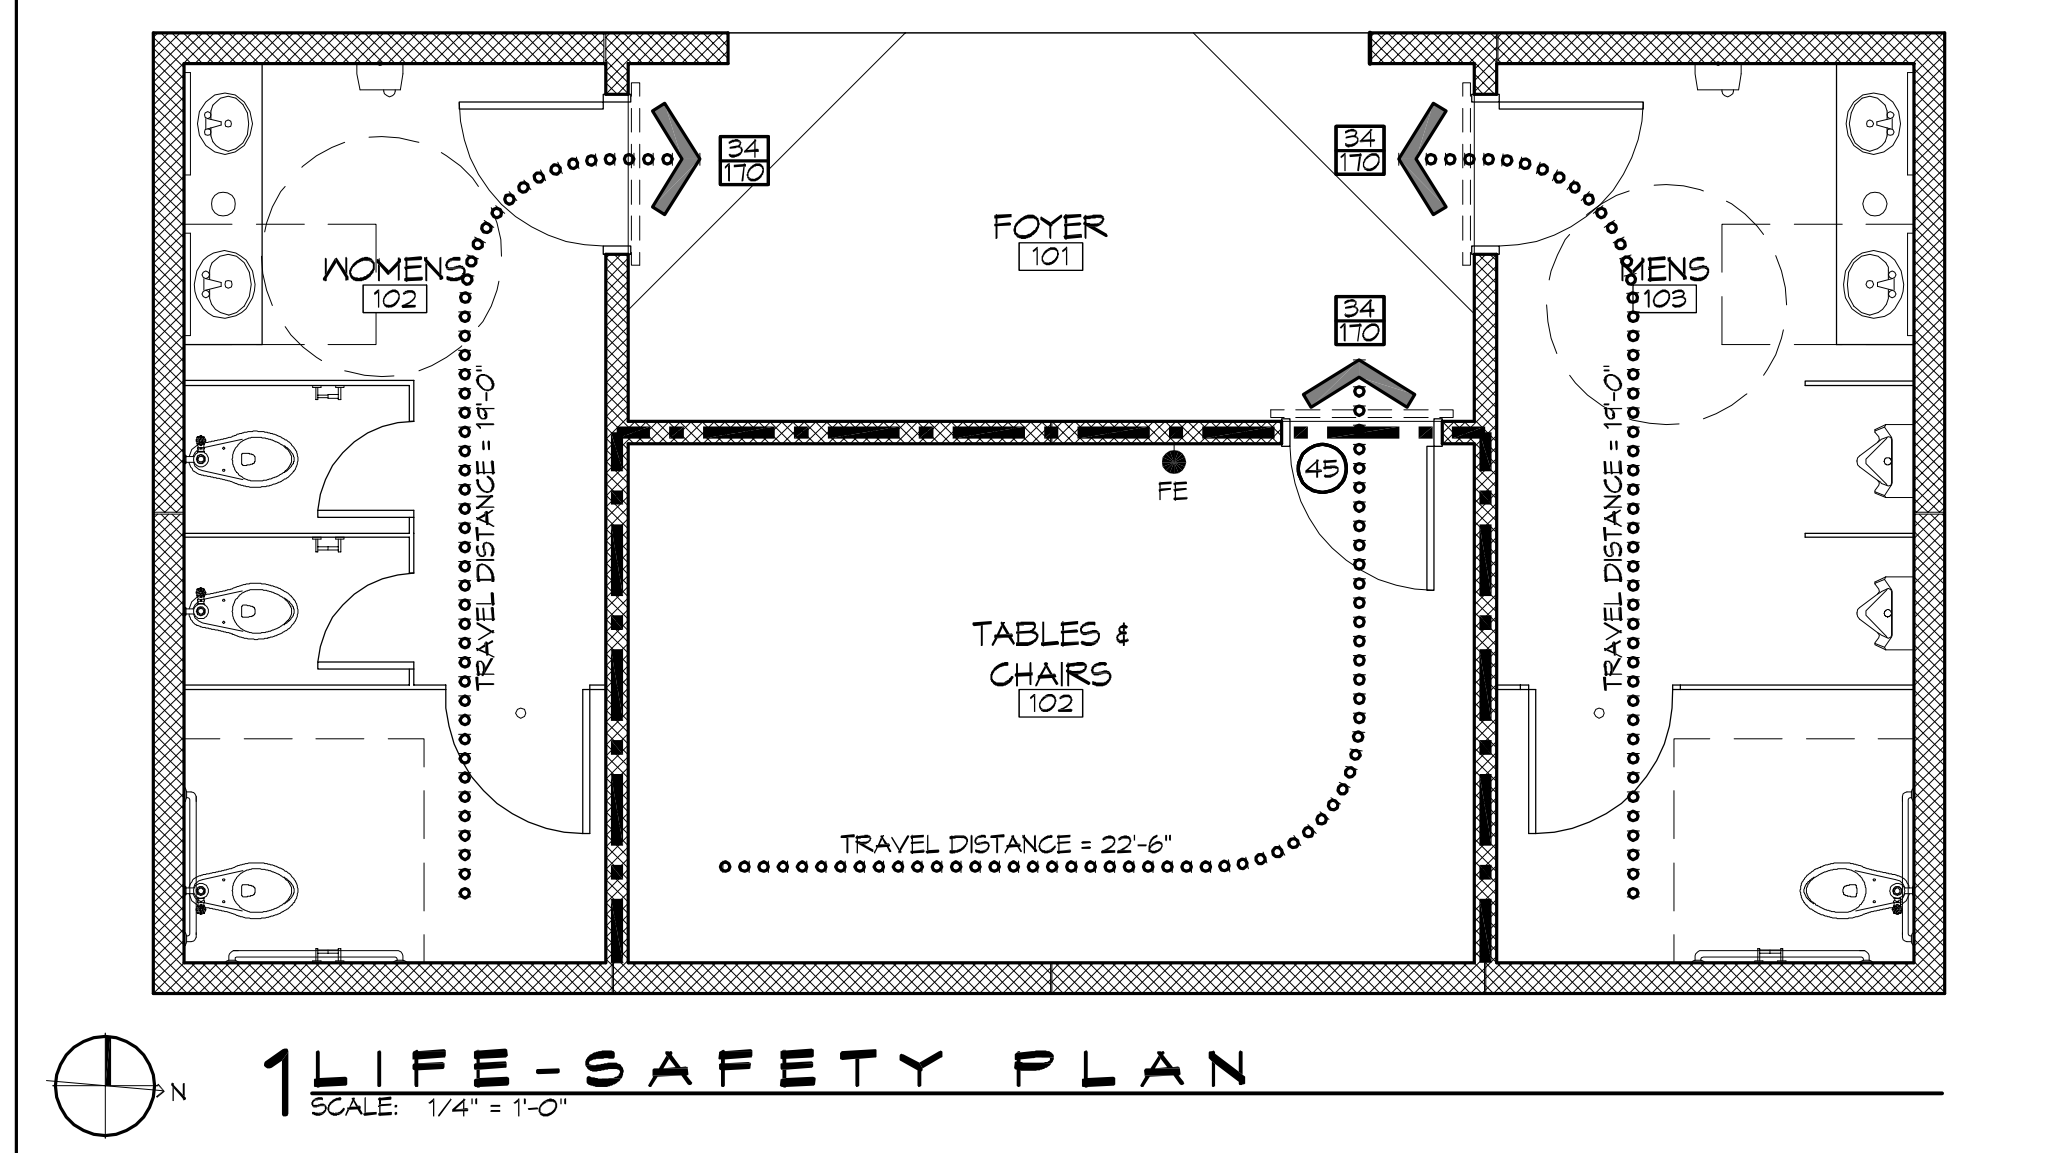 34
170
34
170
FOYER
101
WOMENS
102
MENS
103
34
170
TRAVEL DISTANCE = 19'-0"
TRAVEL DISTANCE = 19'-0"
45
FE
TABLES &
CHAIRS
102
TRAVEL DISTANCE = 22'-6"
N
1 LIFE-SAFETY PLAN
SCALE: 1/4" = 1'-0"